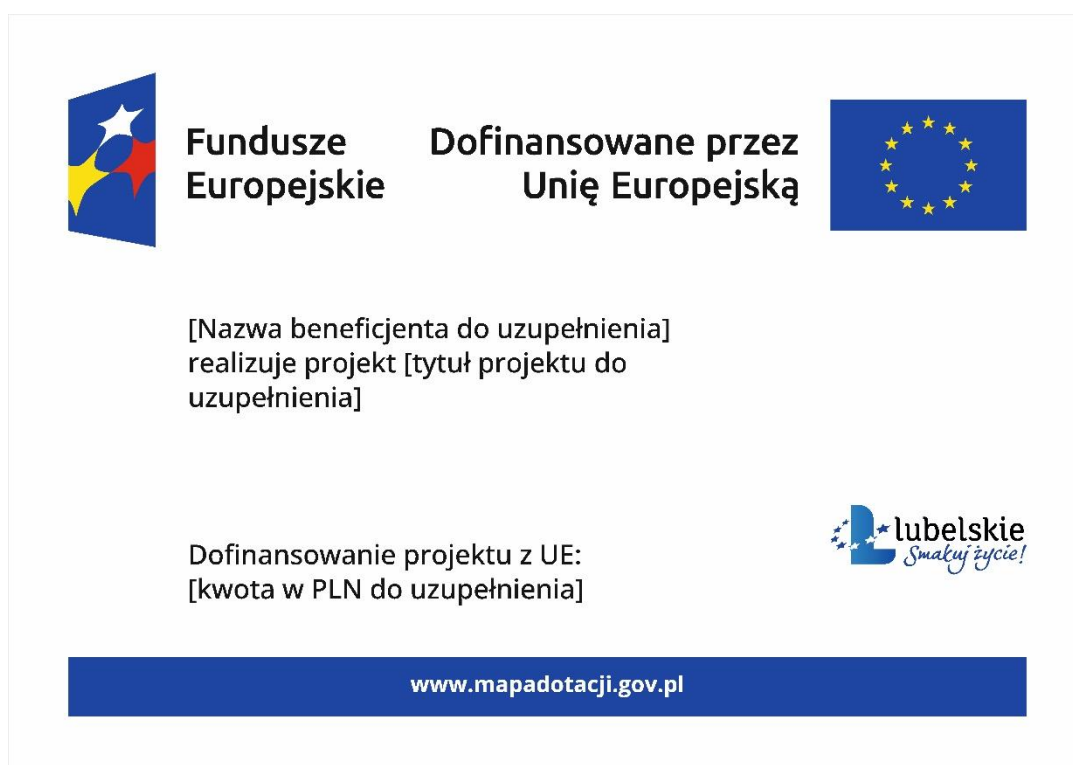 Fundusze
Europejskie
Dofinansowane przez
Unię Europejską
[Nazwa beneficjenta do uzupełnienia]
realizuje projekt [tytuł projektu do
uzupełnienia]
lubelskie
Smakuj życie!
Dofinansowanie projektu z UE:
[kwota w PLN do uzupełnienia]
www.mapadotacji.gov.pl